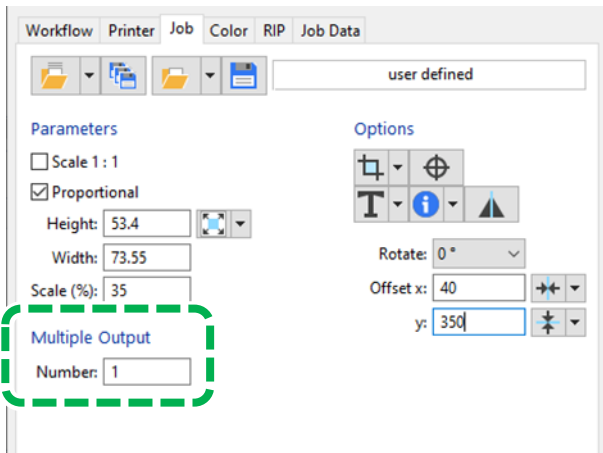 Workflow Printer Job Color RIP Job Data
user defined
Parameters
Scale 1 : 1
Proportional
Height: 53.4
Width: 73.55
Scale (%): 35
Multiple Output
Number: 1
Options
T i
Rotate: 0 °
Offset x: 40
y: 350